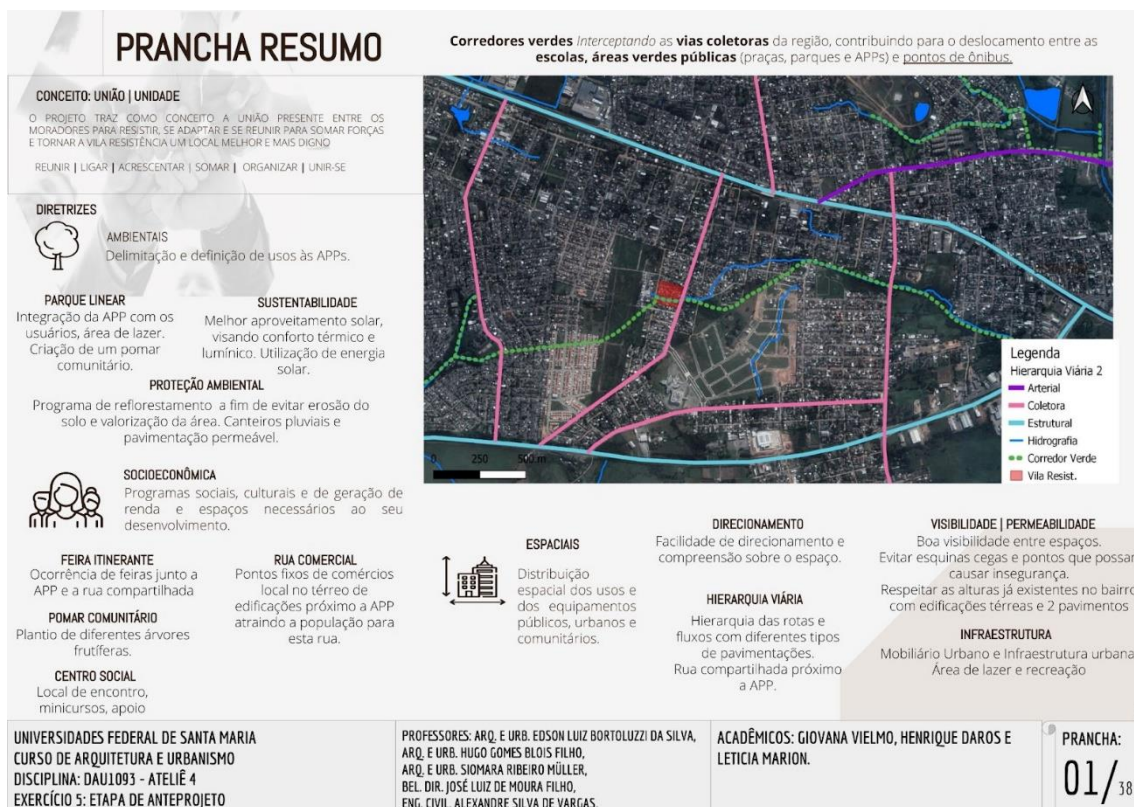 PRANCHA RESUMO
Corredores verdes Interceptando as vias coletoras da região, contribuindo para o deslocamento entre as
escolas, áreas verdes públicas (praças, parques e APPs) e pontos de ônibus.
CONCEITO: UNIÃO | UNIDADE
O PROJETO TRAZ COMO CONCEITO A UNIÃO PRESENTE ENTRE OS
MORADORES PARA RESISTIR, SE ADAPTAR E SE REUNIR PARA SOMAR FORÇAS
E TORNAR A VILA RESISTÊNCIA UM LOCAL MELHOR E MAIS DIGNO
REUNIR | LIGAR | ACRESCENTAR | SOMAR | ORGANIZAR | UNIR-SE
DIRETRIZES
AMBIENTAIS
Delimitação e definição de usos às APPs.
PARQUE LINEAR
Integração da APP com os
usuários, área de lazer.
Criação de um pomar
comunitário.
SUSTENTABILIDADE
Melhor aproveitamento solar,
visando conforto térmico e
lumínico. Utilização de energia
solar.
PROTEÇÃO AMBIENTAL
Programa de reflorestamento a fim de evitar erosão do
solo e valorização da área. Canteiros pluviais e
pavimentação permeável.
SOCIOECONÔMICA
Programas sociais, culturais e de geração de
renda e espaços necessários ao seu
desenvolvimento.
FEIRA ITINERANTE
Ocorrência de feiras junto a
APP e a rua compartilhada
POMAR COMUNITÁRIO
Plantio de diferentes árvores
frutíferas.
CENTRO SOCIAL
Local de encontro,
minicursos, apoio
RUA COMERCIAL
Pontos fixos de comércios
local no térreo de
edificações próximo a APP
atraindo a população para
esta rua.
0 250 500 m
Legenda
Hierarquia Viária 2
Arterial
Coletora
Estrutural
Hidrografia
Corredor Verde
Vila Resist.
ESPACIAIS
Distribuição
espacial dos usos e
dos equipamentos
públicos, urbanos e
comunitários.
DIRECIONAMENTO
Facilidade de direcionamento e
compreensão sobre o espaço.
HIERARQUIA VIÁRIA
Hierarquia das rotas e
fluxos com diferentes tipos
de pavimentações.
Rua compartilhada próximo
a APP.
VISIBILIDADE | PERMEABILIDADE
Boa visibilidade entre espaços.
Evitar esquinas cegas e pontos que possam
causar insegurança.
Respeitar as alturas já existentes no bairro
com edificações térreas e 2 pavimentos
INFRAESTRUTURA
Mobiliário Urbano e Infraestrutura urbana
Área de lazer e recreação
UNIVERSIDADES FEDERAL DE SANTA MARIA
CURSO DE ARQUITETURA E URBANISMO
DISCIPLINA: DAU1093 - ATELIÊ 4
EXERCÍCIO 5: ETAPA DE ANTEPROJETO
PROFESSORES: ARQ. E URB. EDSON LUIZ BORTOLUZZI DA SILVA,
ARQ. E URB. HUGO GOMES BLOIS FILHO,
ARQ. E URB. SIOMARA RIBEIRO MÜLLER,
BEL. DIR. JOSÉ LUIZ DE MOURA FILHO,
ENG. CIVIL. ALEXANDRE SILVA DE VARGAS.
ACADÊMICOS: GIOVANA VIELMO, HENRIQUE DAROS E
LETICIA MARION.
PRANCHA:
01/38